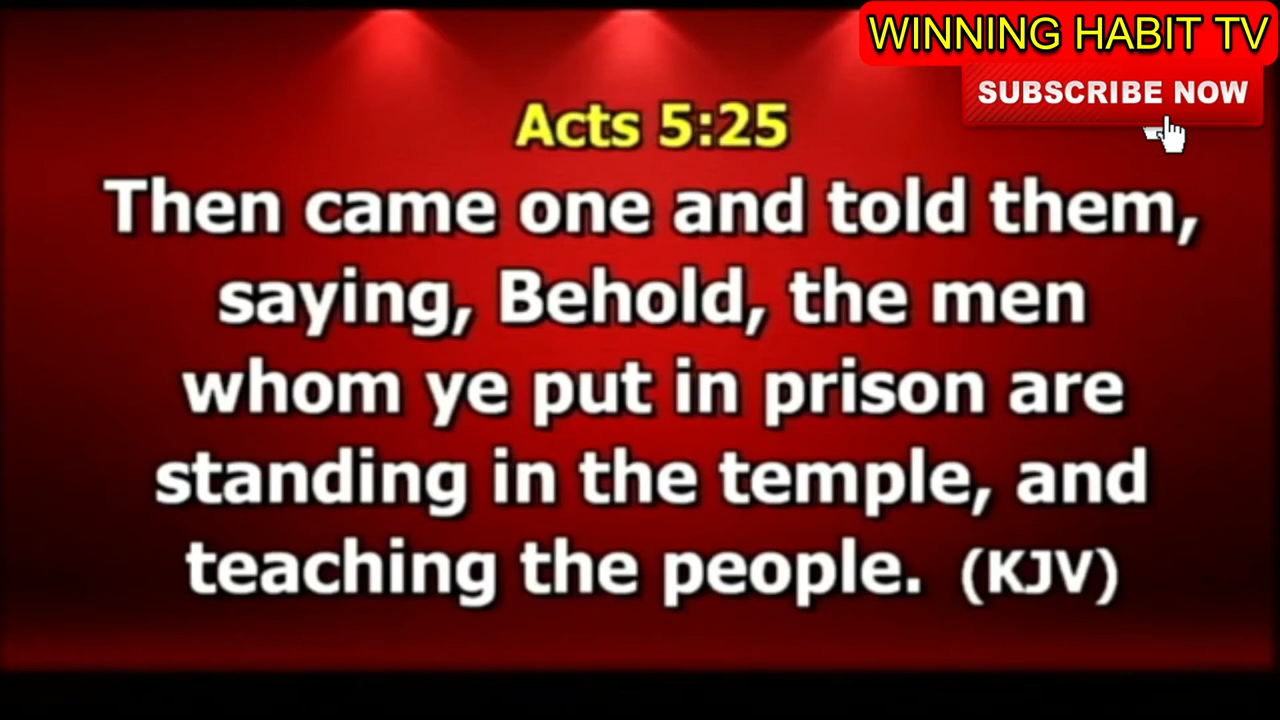 WINNING HABIT TV
SUBSCRIBE NOW
Acts 5:25
Then came one and told them,
saying, Behold, the men
whom ye put in prison are
standing in the temple, and
teaching the people. (KJV)